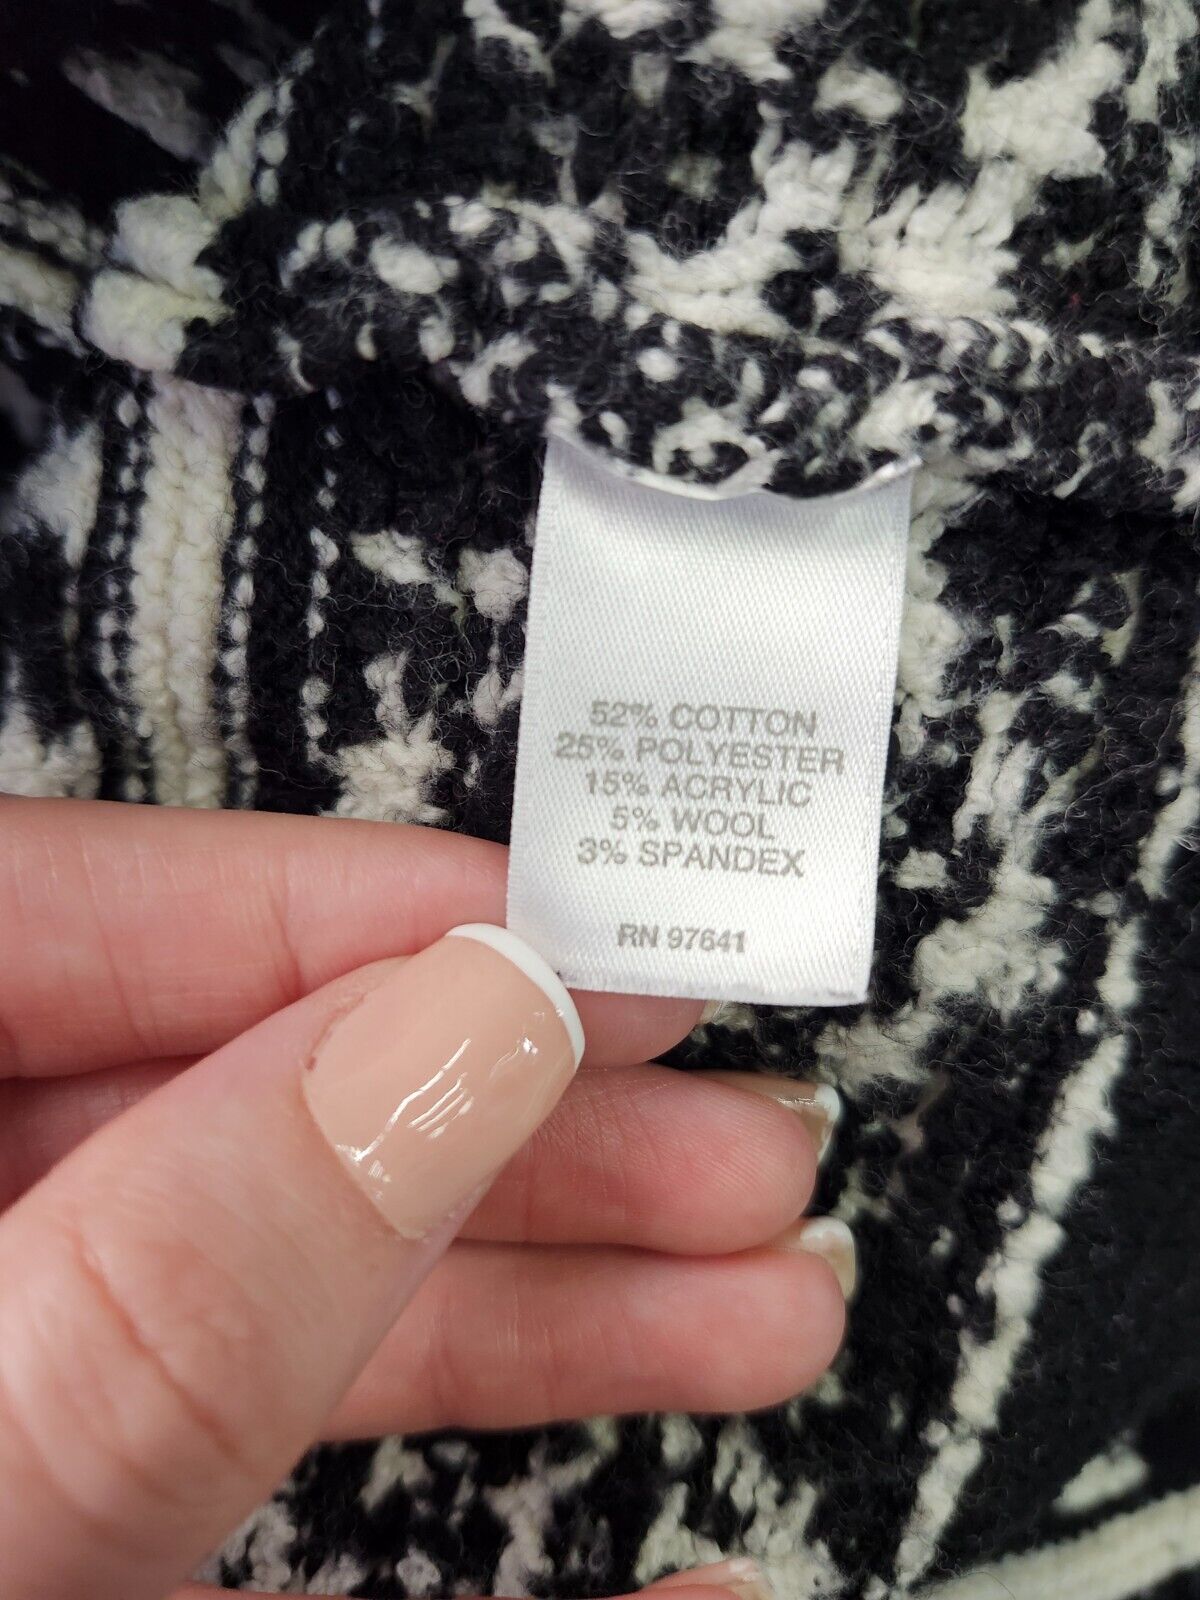 52% COTTON
25% POLYESTER
15% ACRYLIC
5% WOOL
3% SPANDEX
RN 97641